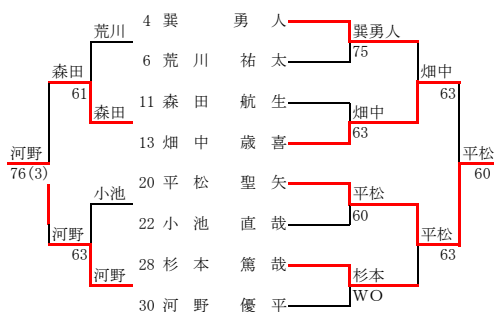 荒川
4 巽 勇 人
巽勇人
75
6 荒 川 祐 太
森田
61
畑中
63
11 森 田 航 生
森田
畑中
63
13 畑 中 歳 喜
河野
76(3)
平松
60
20 平 松 聖 矢
小池
平松
60
22 小 池 直 哉
河野
63
平松
63
28 杉 本 篤 哉
河野
杉本
WO
30 河 野 優 平